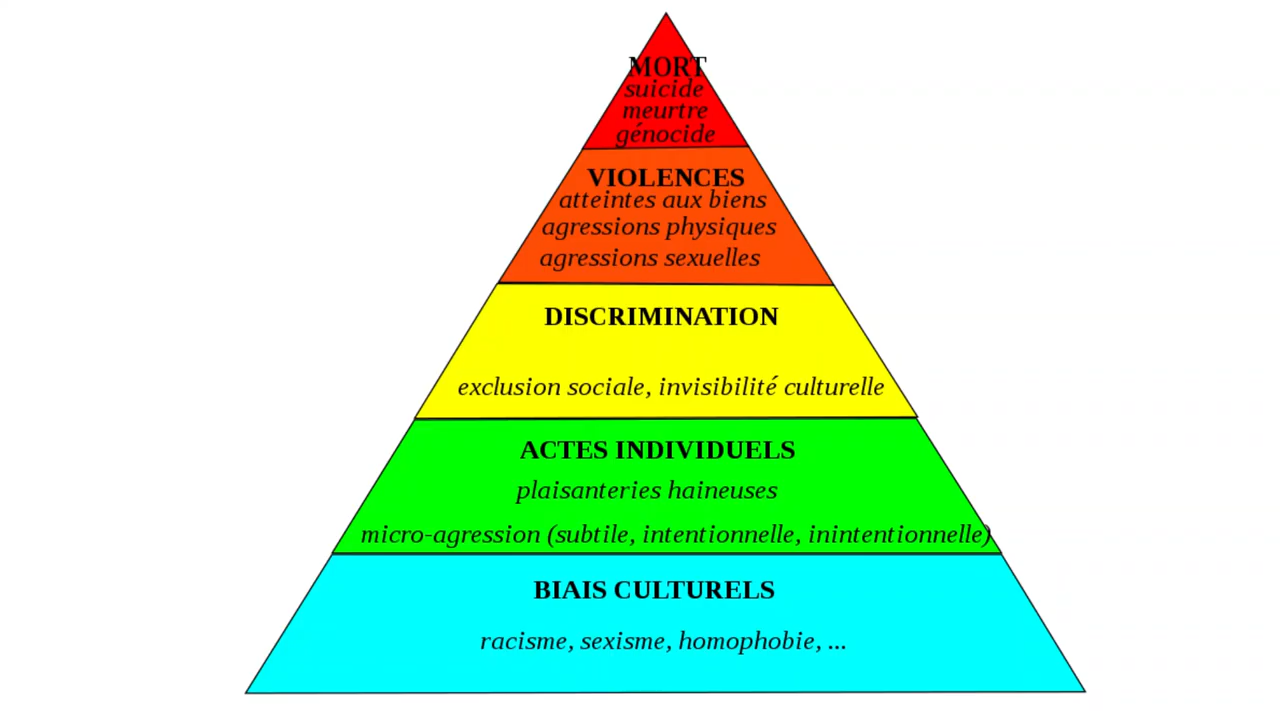 MORT
suicide
meurtre
génocide
VIOLENCES
atteintes aux biens
agressions physiques
agressions sexuelles
DISCRIMINATION
exclusion sociale, invisibilité culturelle
ACTES INDIVIDUELS
plaisanteries haineuses
micro-agression (subtile, intentionnelle, inintentionnelle)
BIAIS CULTURELS
racisme, sexisme, homophobie, ...